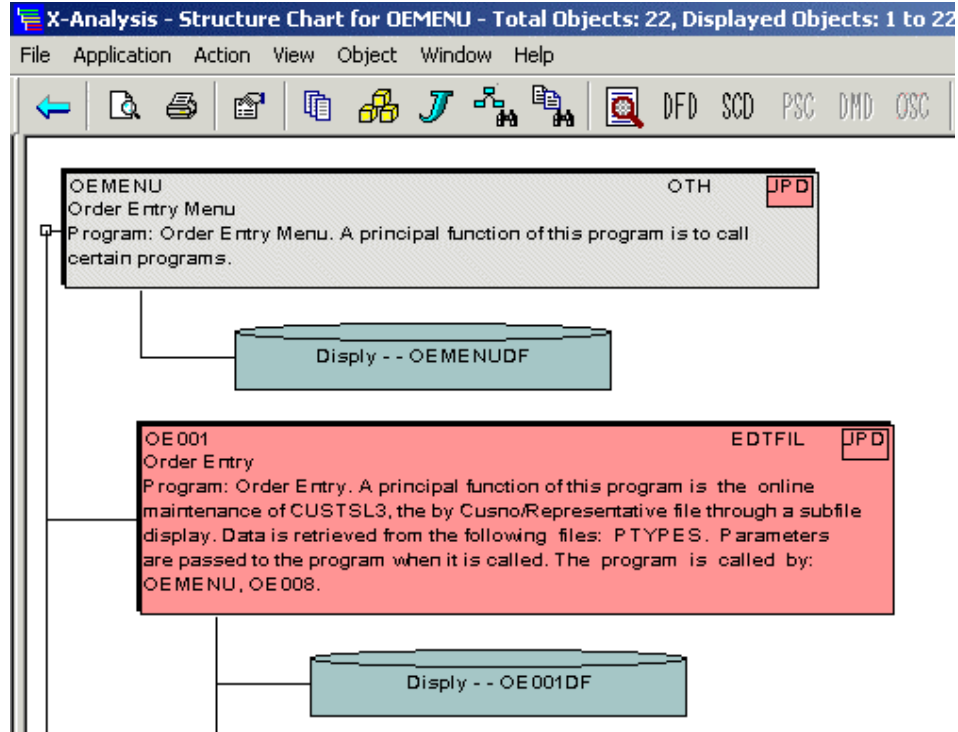 X-Analysis - Structure Chart for OEMENU - Total Objects: 22, Displayed Objects: 1 to 22
File Application Action View Object Window Help
J DFD SCD PSC DMD OSC
OEMENU OTH UPD
Order Entry Menu
Program: Order Entry Menu. A principal function of this program is to call
certain programs.
Disply - - OEMENUDF
OE001 EDTFIL UPD
Order Entry
Program: Order Entry. A principal function of this program is the online
maintenance of CUSTSL3, the by Cusno/Representative file through a subfile
display. Data is retrieved from the following files: PTYPES. Parameters
are passed to the program when it is called. The program is called by:
OEMENU, OE008.
Disply - - OE001DF